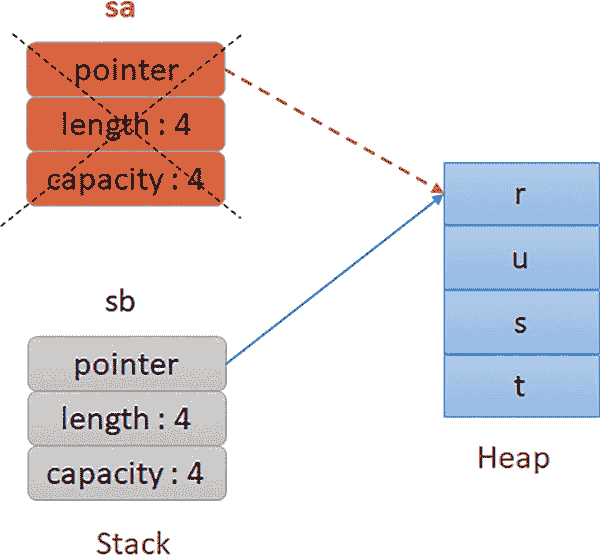 sa
pointer
length : 4
capacity : 4
sb
pointer
length : 4
capacity : 4
Stack
r
u
s
t
Heap